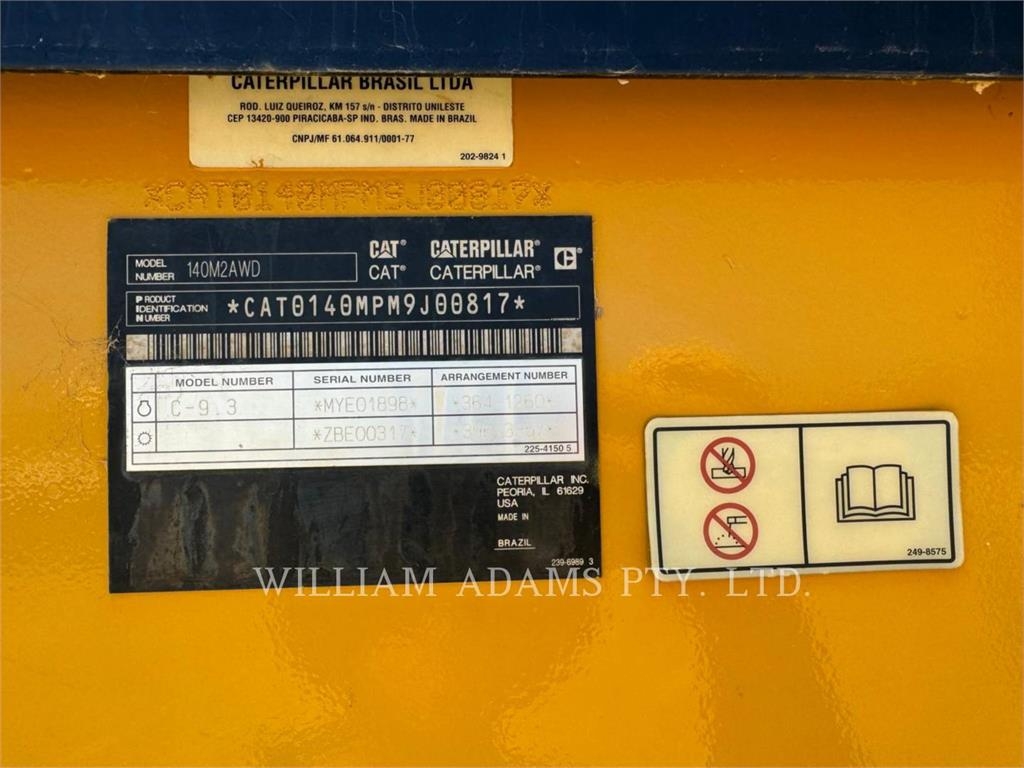 CATERPILLAR BRASIL LTDA
ROD. LUIZ QUEIROZ, KM 157 s/n - DISTRITO UNILESTE
CEP 13420-900 PIRACICABA-SP IND. BRAS. MADE IN BRAZIL
CNPJ/MF 61.064.911/0001-77
202-9824 1
*CAT0140MPM9J00817*
CAT® CATERPILLAR® C
MODEL NUMBER 140M2AWD
CAT® CATERPILLAR®
PRODUCT IDENTIFICATION NUMBER *CAT0140MPM9J00817*
MODEL NUMBER SERIAL NUMBER ARRANGEMENT NUMBER
C-9.3 *MYE01898* *364 1260*
*ZBE00317*
225-4150 5
CATERPILLAR INC.
PEORIA, IL 61629
USA
MADE IN
BRAZIL
239-6989 3
249-8575
WILLIAM ADAMS PTY. LTD.